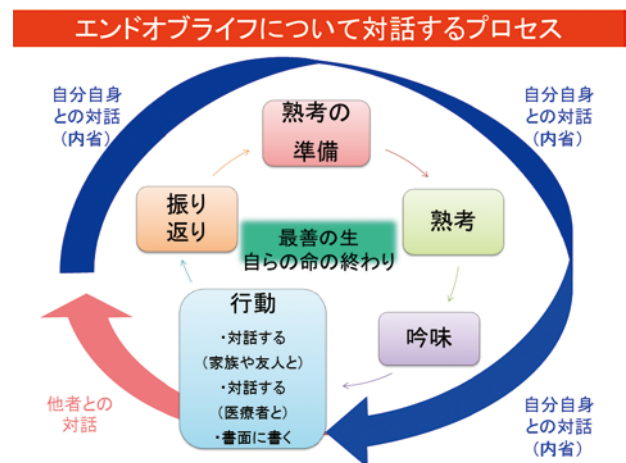 エンドオブライフについて対話するプロセス
自分自身
との対話
(内省)
自分自身
との対話
(内省)
熟考の
準備
振り
返り
熟考
最善の生
自らの命の終わり
行動
・対話する
(家族や友人と)
・対話する
(医療者と)
・書面に書く
吟味
他者との
対話
自分自身
との対話
(内省)